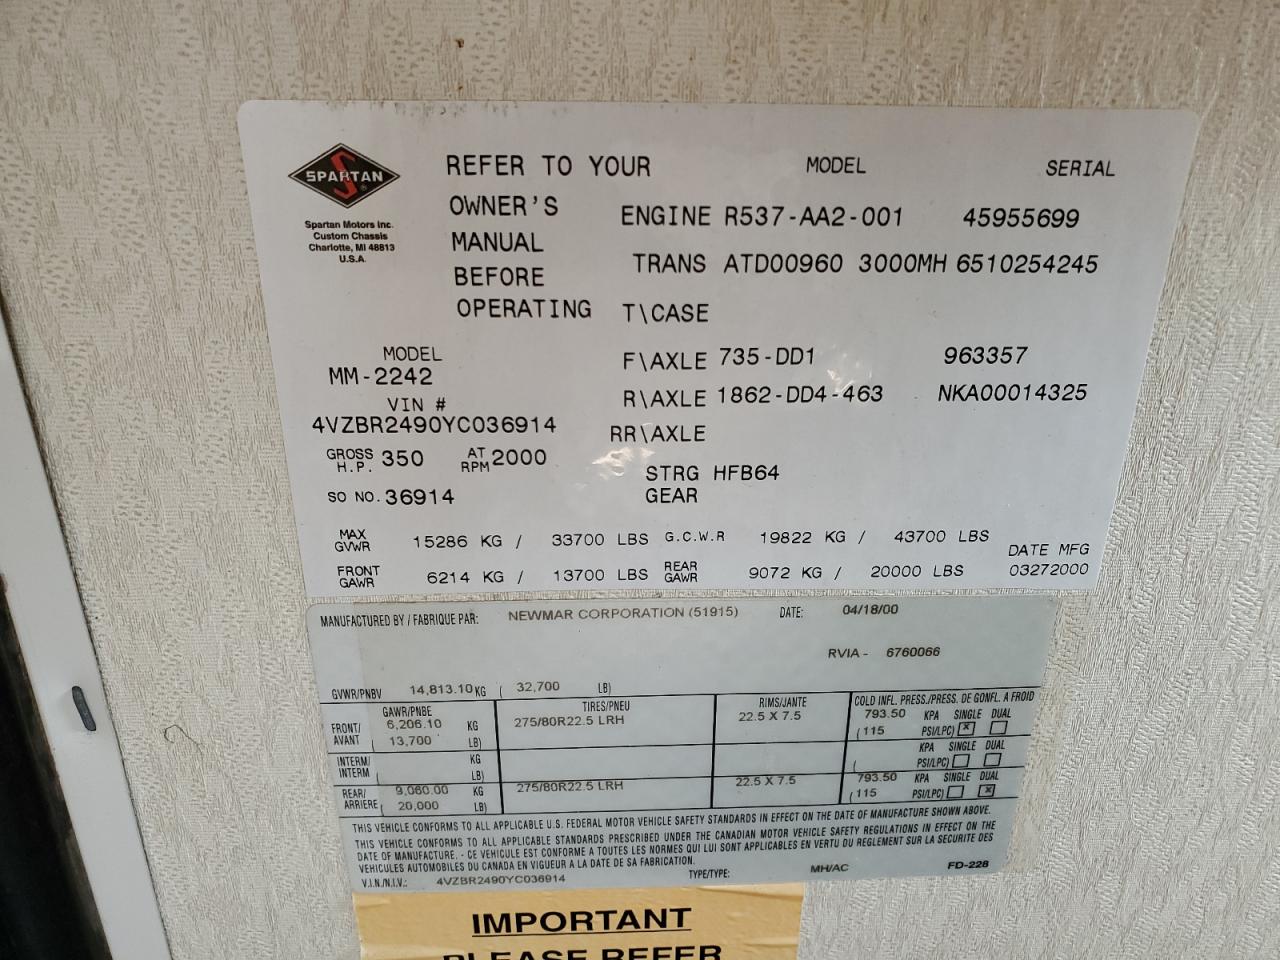 SPARTAN ®
Spartan Motors Inc.
Custom Chassis
Charlotte, MI 48813
U.S.A.
REFER TO YOUR
OWNER'S
MANUAL
BEFORE
OPERATING
MODEL SERIAL
ENGINE R537-AA2-001 45955699
TRANS ATD00960 3000MH 6510254245
T\CASE
F\AXLE 735-DD1 963357
R\AXLE 1862-DD4-463 NKA00014325
RR\AXLE
STRG HFB64
GEAR
MODEL
MM-2242
VIN #
4VZBR2490YC036914
GROSS H.P. 350 AT RPM 2000
SO NO. 36914
MAX GVWR 15286 KG / 33700 LBS G.C.W.R 19822 KG / 43700 LBS
FRONT GAWR 6214 KG / 13700 LBS REAR GAWR 9072 KG / 20000 LBS
DATE MFG
03272000
MANUFACTURED BY / FABRIQUE PAR: NEWMAR CORPORATION (51915) DATE: 04/18/00
RVIA - 6760066
GVWR/PNBV 14,813.10 KG ( 32,700 LB)
GAWR/PNBE TIRES/PNEU RIMS/JANTE COLD INFL. PRESS./PRESS. DE GONFL. A FROID
FRONT/ 6,206.10 KG 275/80R22.5 LRH 22.5 X 7.5 793.50 KPA SINGLE DUAL
AVANT ( 13,700 LB) ( 115 PSI/LPC) x
INTERM/ KG KPA SINGLE DUAL
INTERM ( LB) ( PSI/LPC)
REAR/ 9,060.00 KG 275/80R22.5 LRH 22.5 X 7.5 793.50 KPA SINGLE DUAL
ARRIERE ( 20,000 LB) ( 115 PSI/LPC) x
THIS VEHICLE CONFORMS TO ALL APPLICABLE U.S. FEDERAL MOTOR VEHICLE SAFETY STANDARDS IN EFFECT ON THE DATE OF MANUFACTURE SHOWN ABOVE.
THIS VEHICLE CONFORMS TO ALL APPLICABLE STANDARDS PRESCRIBED UNDER THE CANADIAN MOTOR VEHICLE SAFETY REGULATIONS IN EFFECT ON THE
DATE OF MANUFACTURE. - CE VEHICULE EST CONFORME A TOUTES LES NORMES QUI LUI SONT APPLICABLES EN VERTU DU REGLEMENT SUR LA SECURITE DES
VEHICULES AUTOMOBILES DU CANADA EN VIGUEUR A LA DATE DE SA FABRICATION.
V.I.N./N.I.V.: 4VZBR2490YC036914 TYPE/TYPE: MH/AC FD-228
IMPORTANT
PLEASE REFER